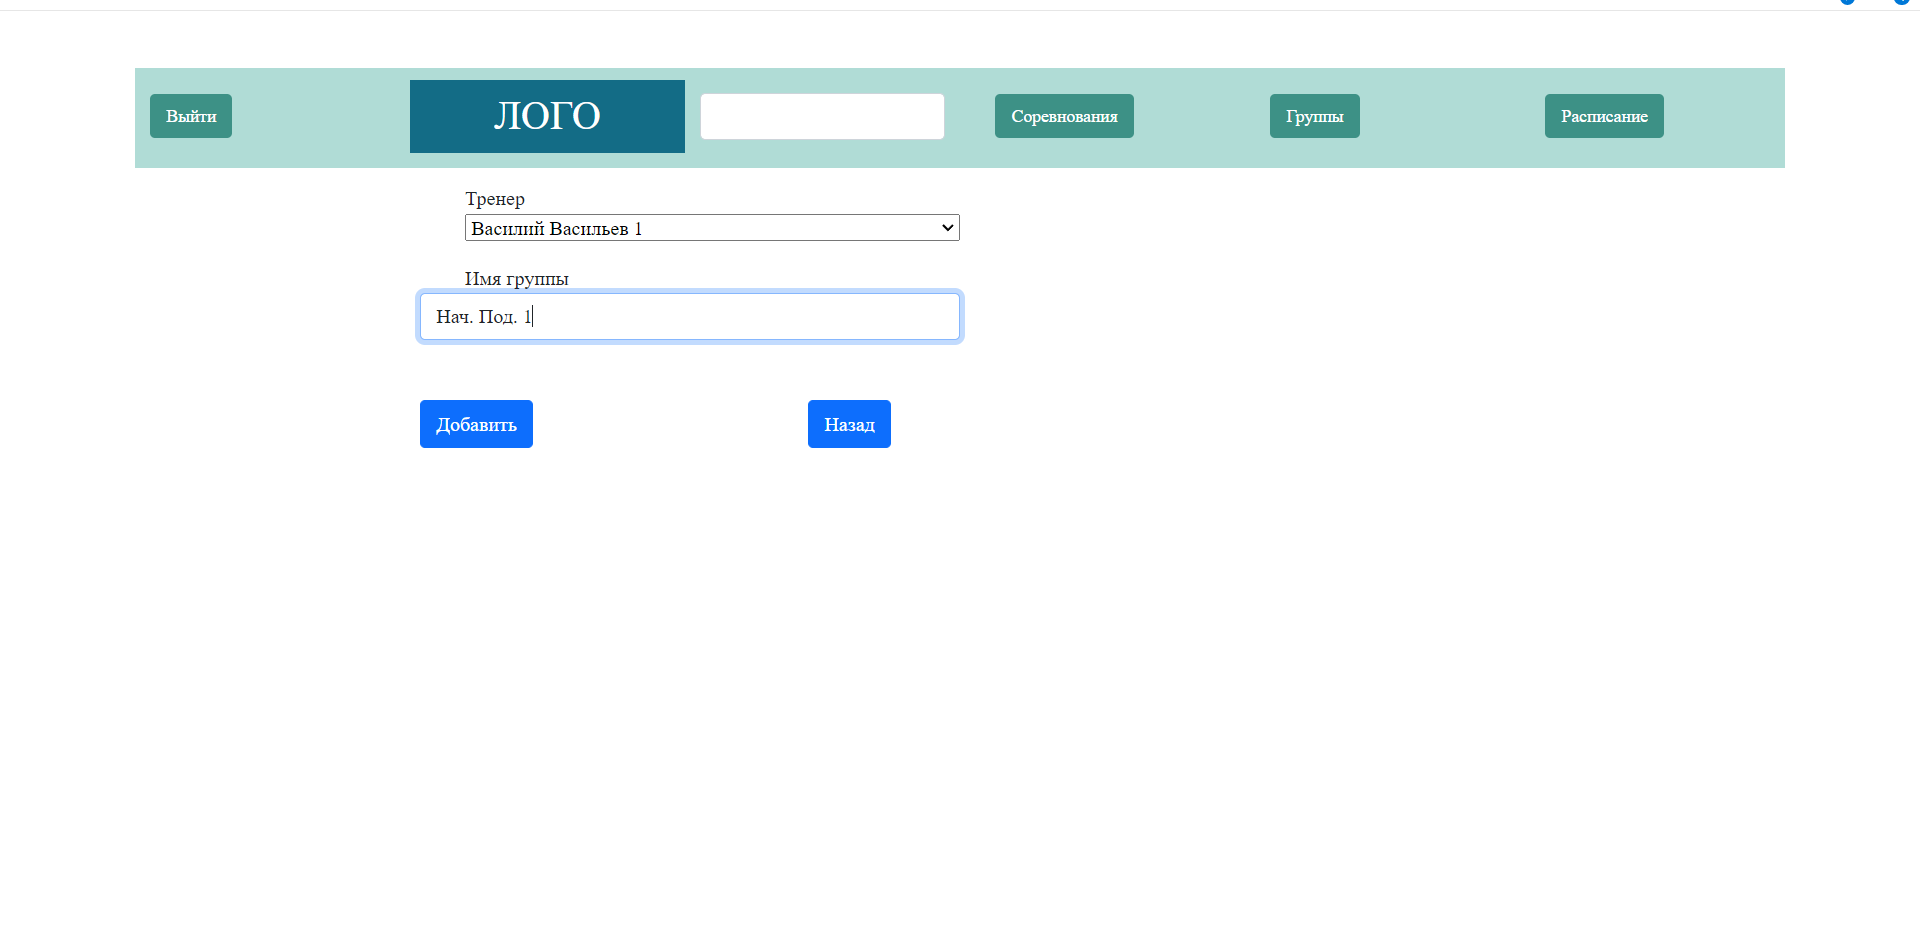 Выйти
ЛОГО
Соревнования
Группы
Расписание
Тренер
Василий Васильев 1
Имя группы
Нач. Под. 1
Добавить
Назад